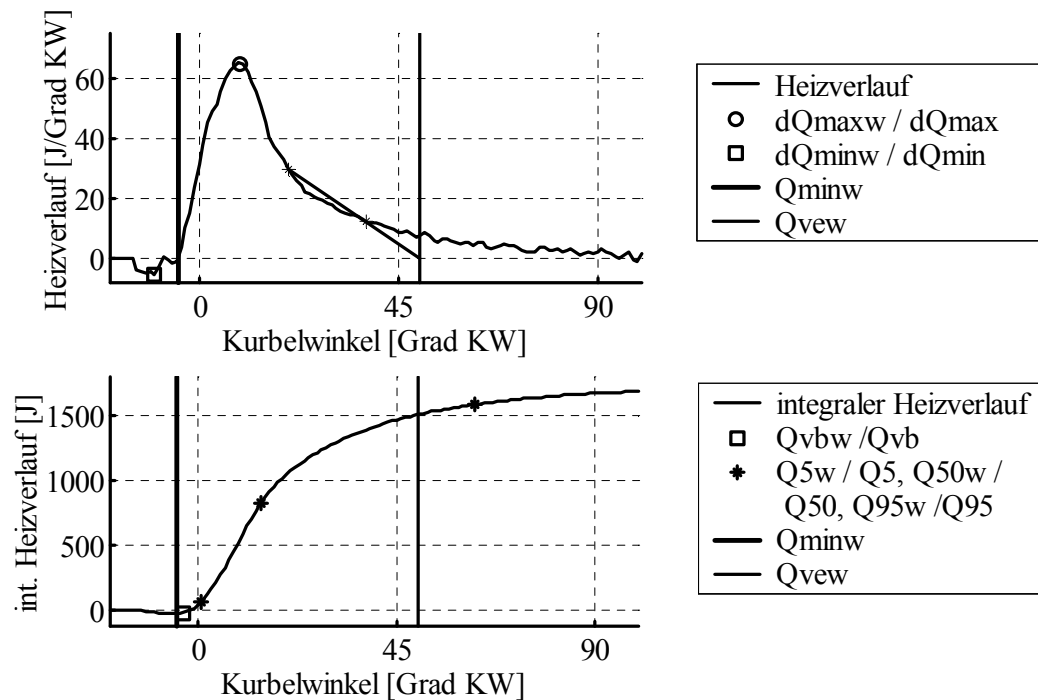 Heizverlauf [J/Grad KW]
60
40
20
0
0
45
90
Kurbelwinkel [Grad KW]
Heizverlauf
dQmaxw / dQmax
dQminw / dQmin
Qminw
Qvew
int. Heizverlauf [J]
1500
1000
500
0
0
45
90
Kurbelwinkel [Grad KW]
integraler Heizverlauf
Qvbw /Qvb
Q5w / Q5, Q50w /
Q50, Q95w /Q95
Qminw
Qvew